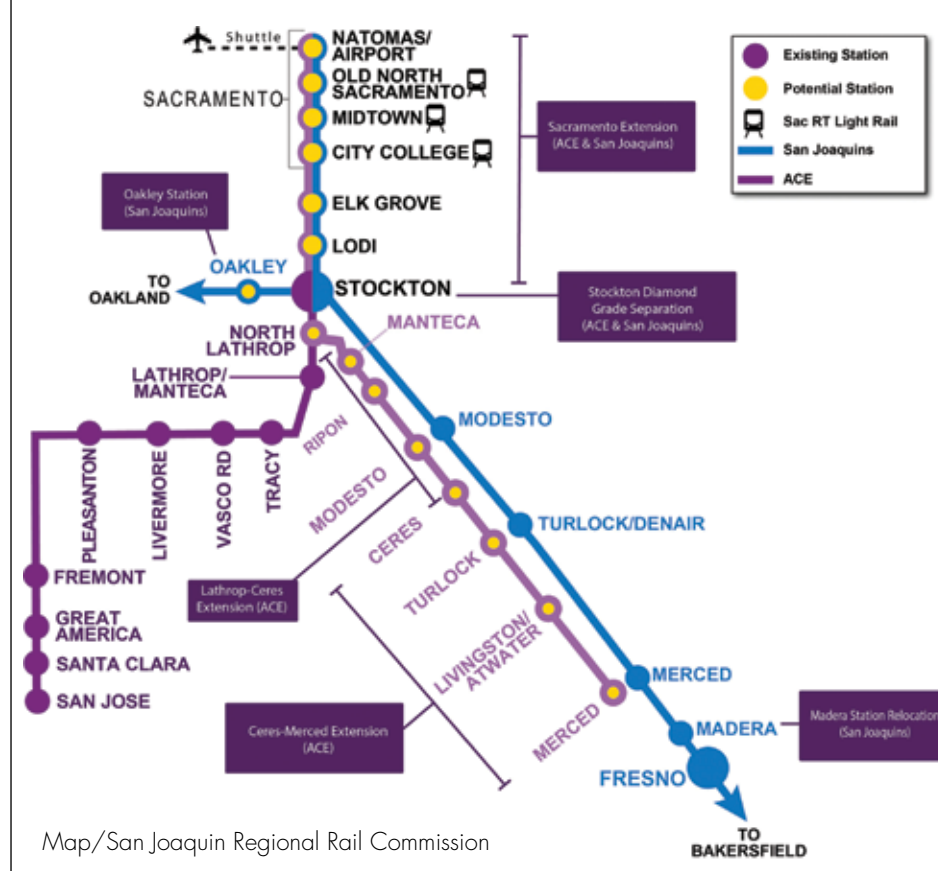 Shuttle
NATOMAS/
AIRPORT
OLD NORTH
SACRAMENTO
SACRAMENTO
MIDTOWN
CITY COLLEGE
ELK GROVE
LODI
Existing Station
Potential Station
Sac RT Light Rail
San Joaquins
ACE
Sacramento Extension
(ACE & San Joaquins)
Oakley Station
(San Joaquins)
OAKLEY
TO
OAKLAND
STOCKTON
Stockton Diamond
Grade Separation
(ACE & San Joaquins)
NORTH
LATHROP
MANTECA
LATHROP/
MANTECA
PLEASANTON
LIVERMORE
VASCO RD
TRACY
RIPON
MODESTO
CERES
TURLOCK
LIVINGSTON/
ATWATER
MERCED
MODESTO
TURLOCK/DENAIR
MERCED
MADERA
FRESNO
TO
BAKERSFIELD
FREMONT
GREAT
AMERICA
SANTA CLARA
SAN JOSE
Lathrop-Ceres
Extension (ACE)
Ceres-Merced Extension
(ACE)
Madera Station Relocation
(San Joaquins)
Map/San Joaquin Regional Rail Commission